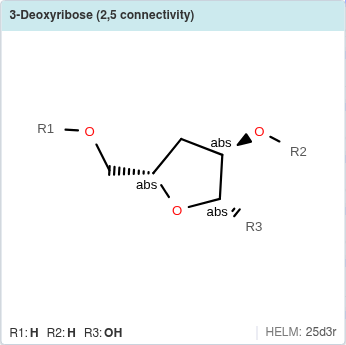 3-Deoxyribose (2,5 connectivity)
R1 O
abs O
R2
abs
O abs
R3
R1: H R2: H R3: OH HELM: 25d3r